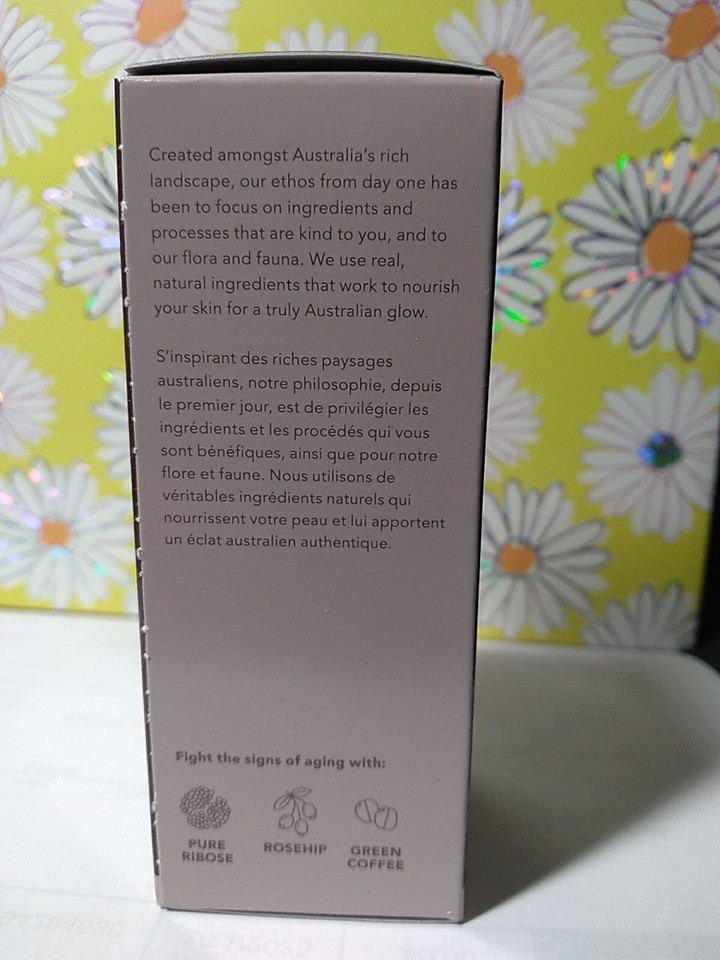 Created amongst Australia's rich
landscape, our ethos from day one has
been to focus on ingredients and
processes that are kind to you, and to
our flora and fauna. We use real,
natural ingredients that work to nourish
your skin for a truly Australian glow.
S'inspirant des riches paysages
australiens, notre philosophie, depuis
le premier jour, est de privilégier les
ingrédients et les procédés qui vous
sont bénéfiques, ainsi que pour notre
flore et faune. Nous utilisons de
véritables ingrédients naturels qui
nourrissent votre peau et lui apportent
un éclat australien authentique.
Fight the signs of aging with:
PURE
RIBOSE
ROSEHIP
GREEN
COFFEE